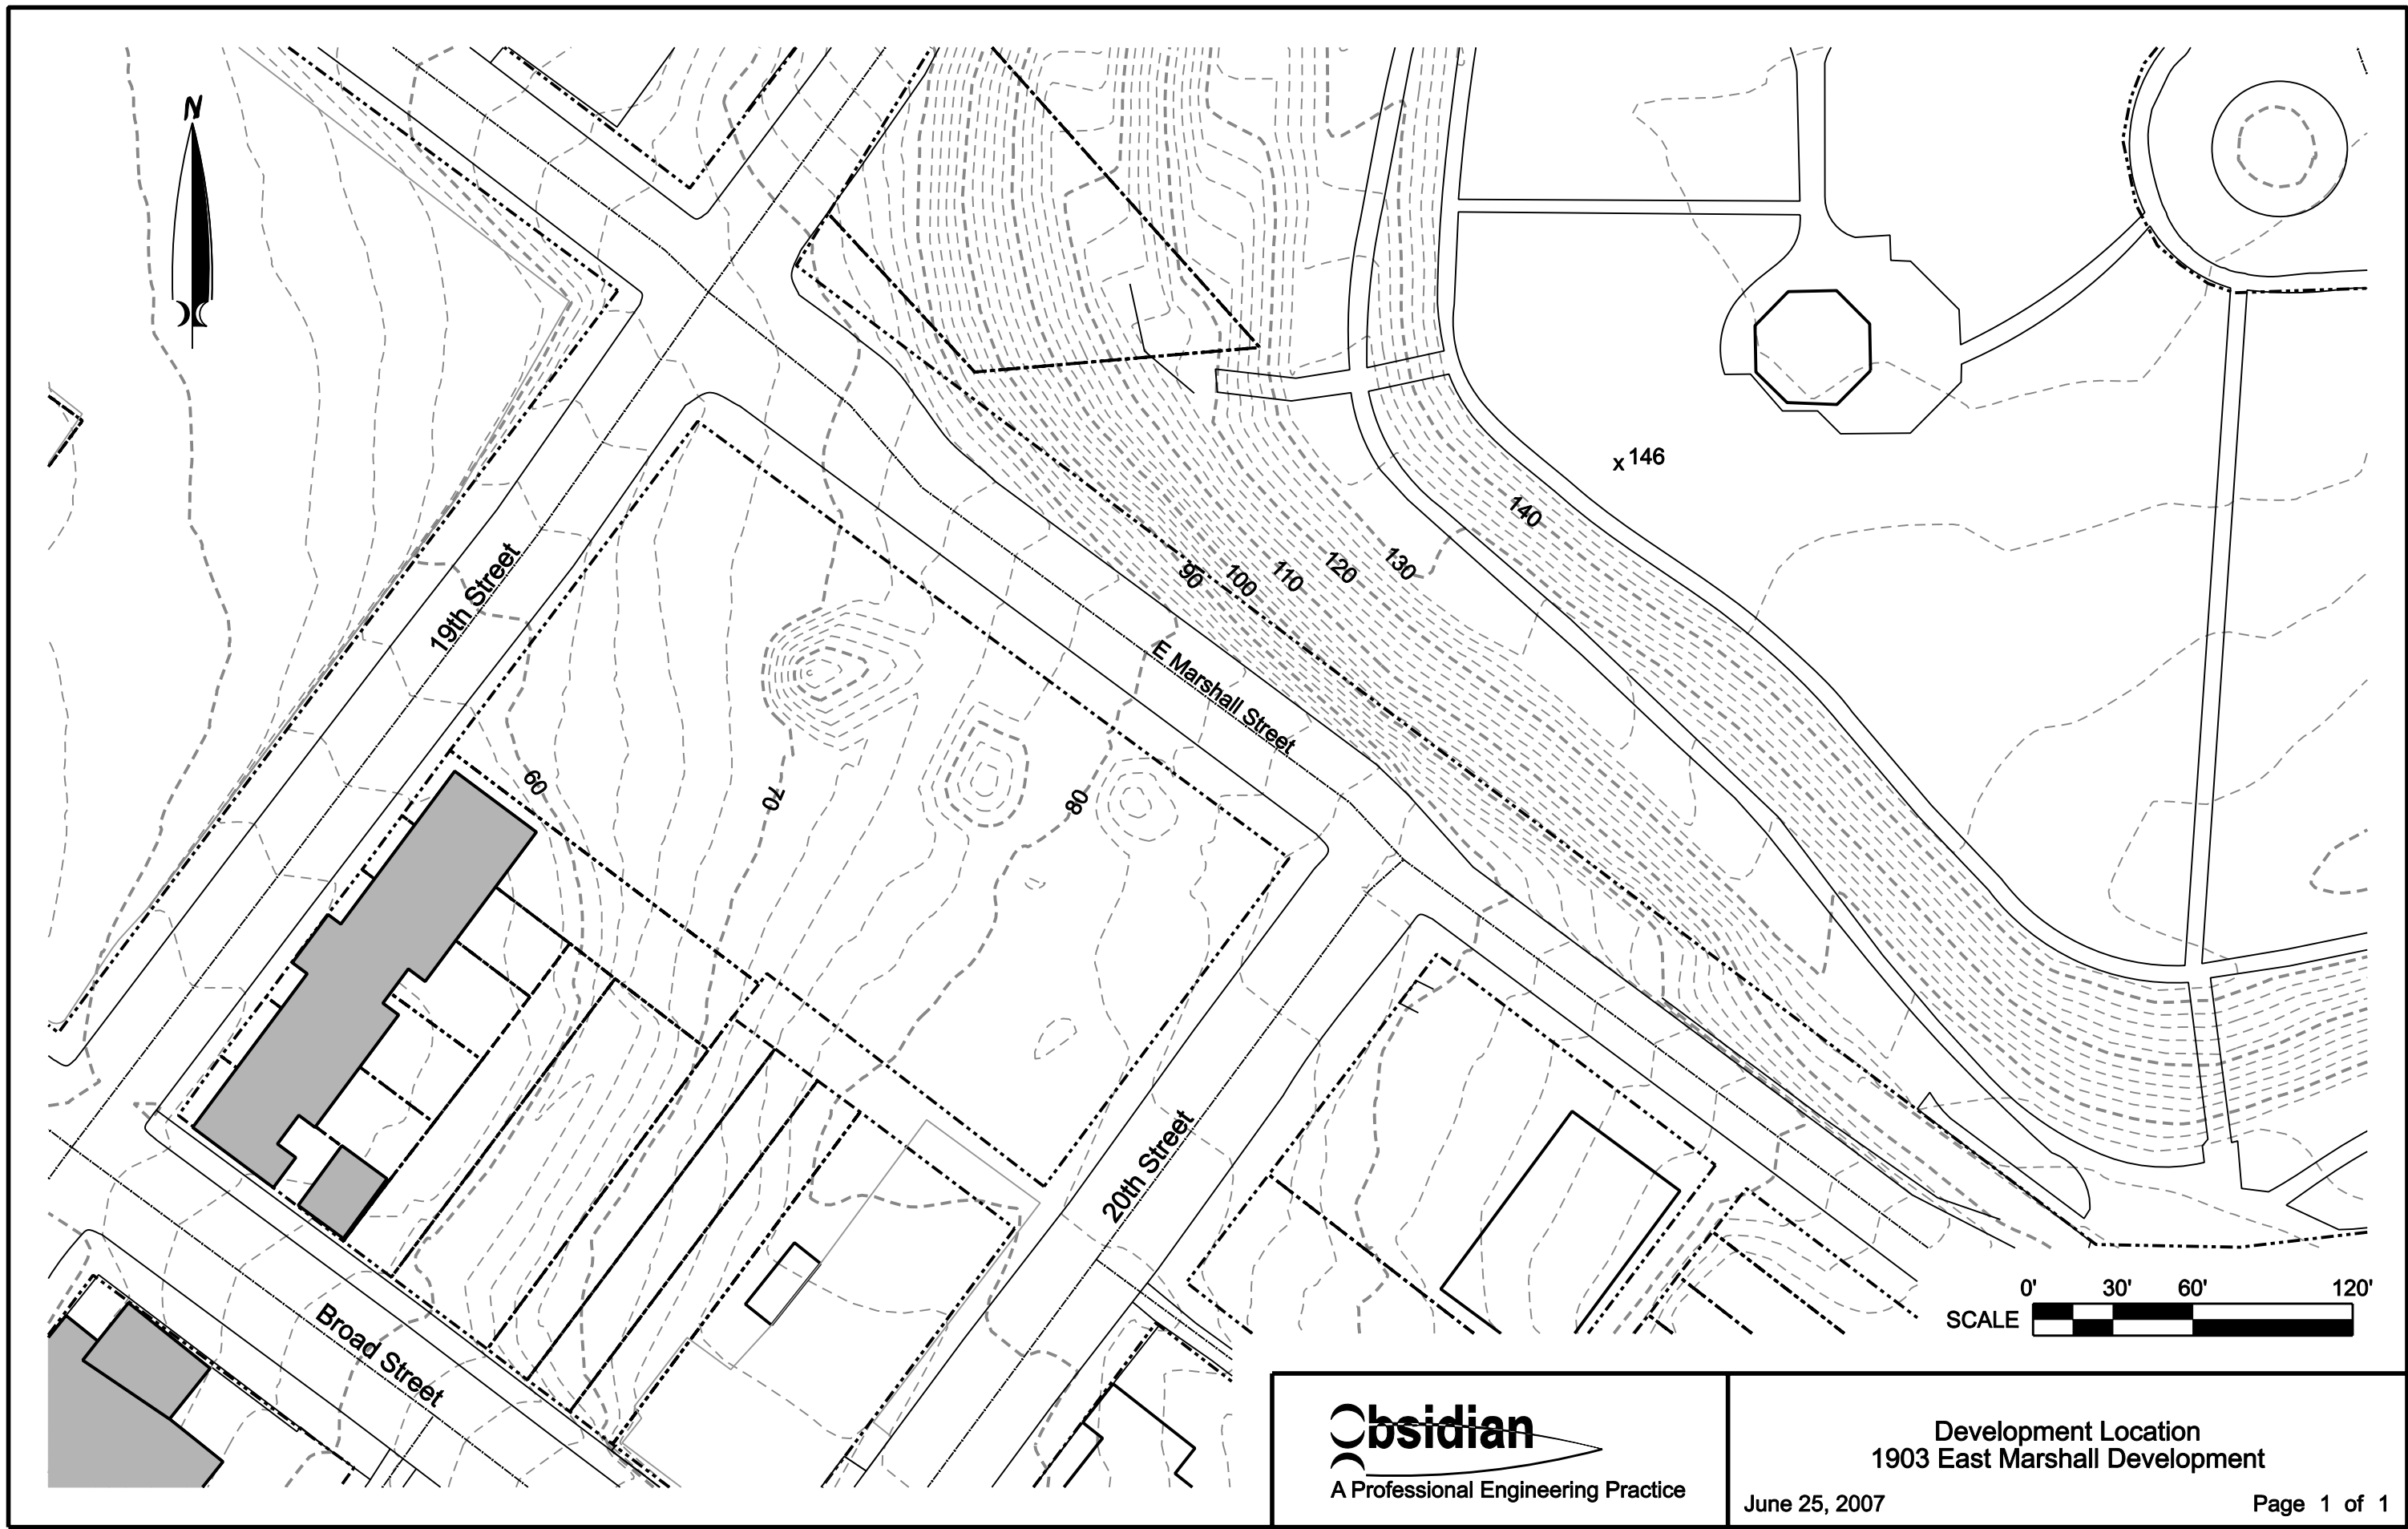 N
x 146
140
130
120
110
100
90
19th Street
E Marshall Street
60
70
80
20th Street
Broad Street
0' 30' 60' 120'
SCALE
Obsidian
A Professional Engineering Practice
Development Location
1903 East Marshall Development
June 25, 2007
Page 1 of 1